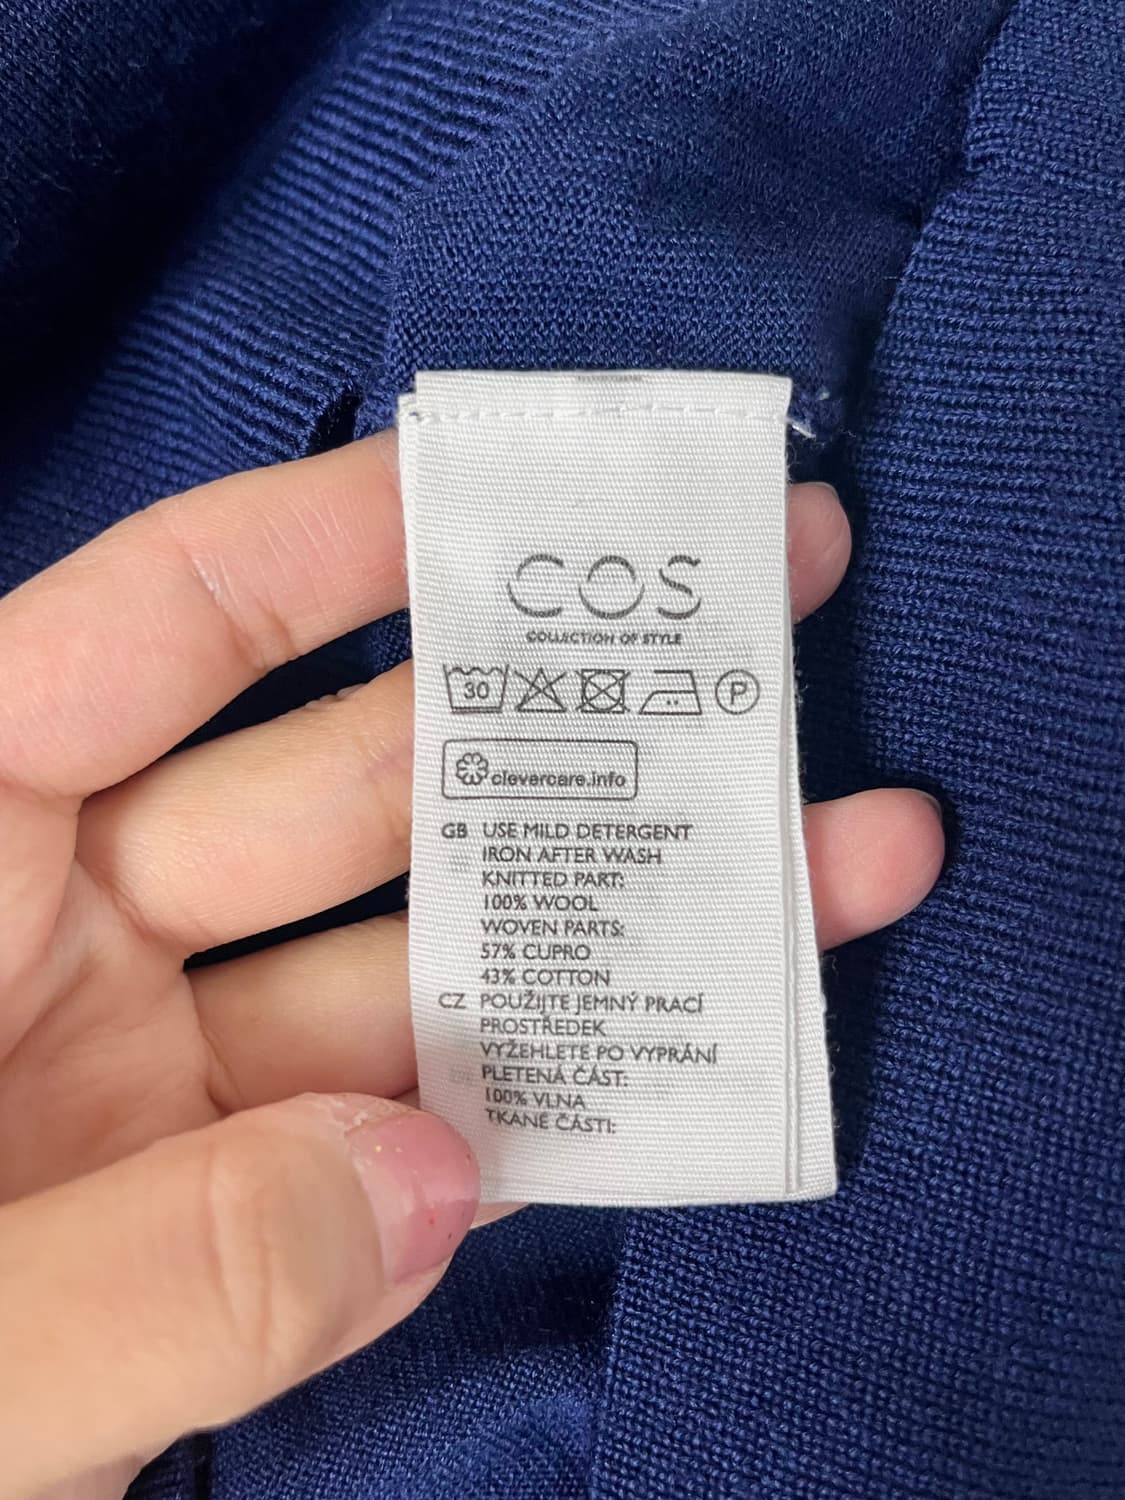 COS
COLLECTION OF STYLE
30 P
clevercare.info
GB USE MILD DETERGENT
IRON AFTER WASH
KNITTED PART:
100% WOOL
WOVEN PARTS:
57% CUPRO
43% COTTON
CZ POUŽIJTE JEMNÝ PRACÍ
PROSTŘEDEK
VYŽEHLETE PO VYPRÁNÍ
PLETENÁ ČÁST:
100% VLNA
TKANÉ ČÁSTI: